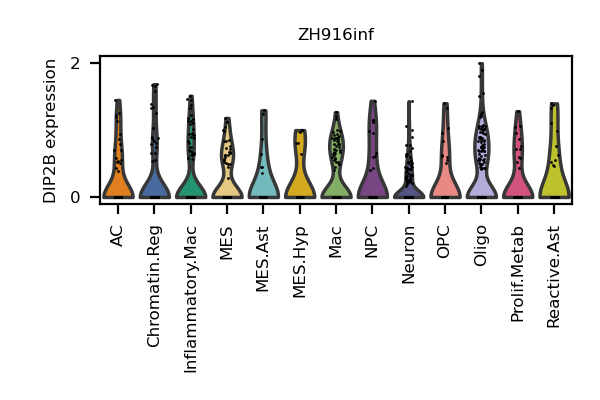 ZH916inf
DIP2B expression
2
0
AC
Chromatin.Reg
Inflammatory.Mac
MES
MES.Ast
MES.Hyp
Mac
NPC
Neuron
OPC
Oligo
Prolif.Metab
Reactive.Ast